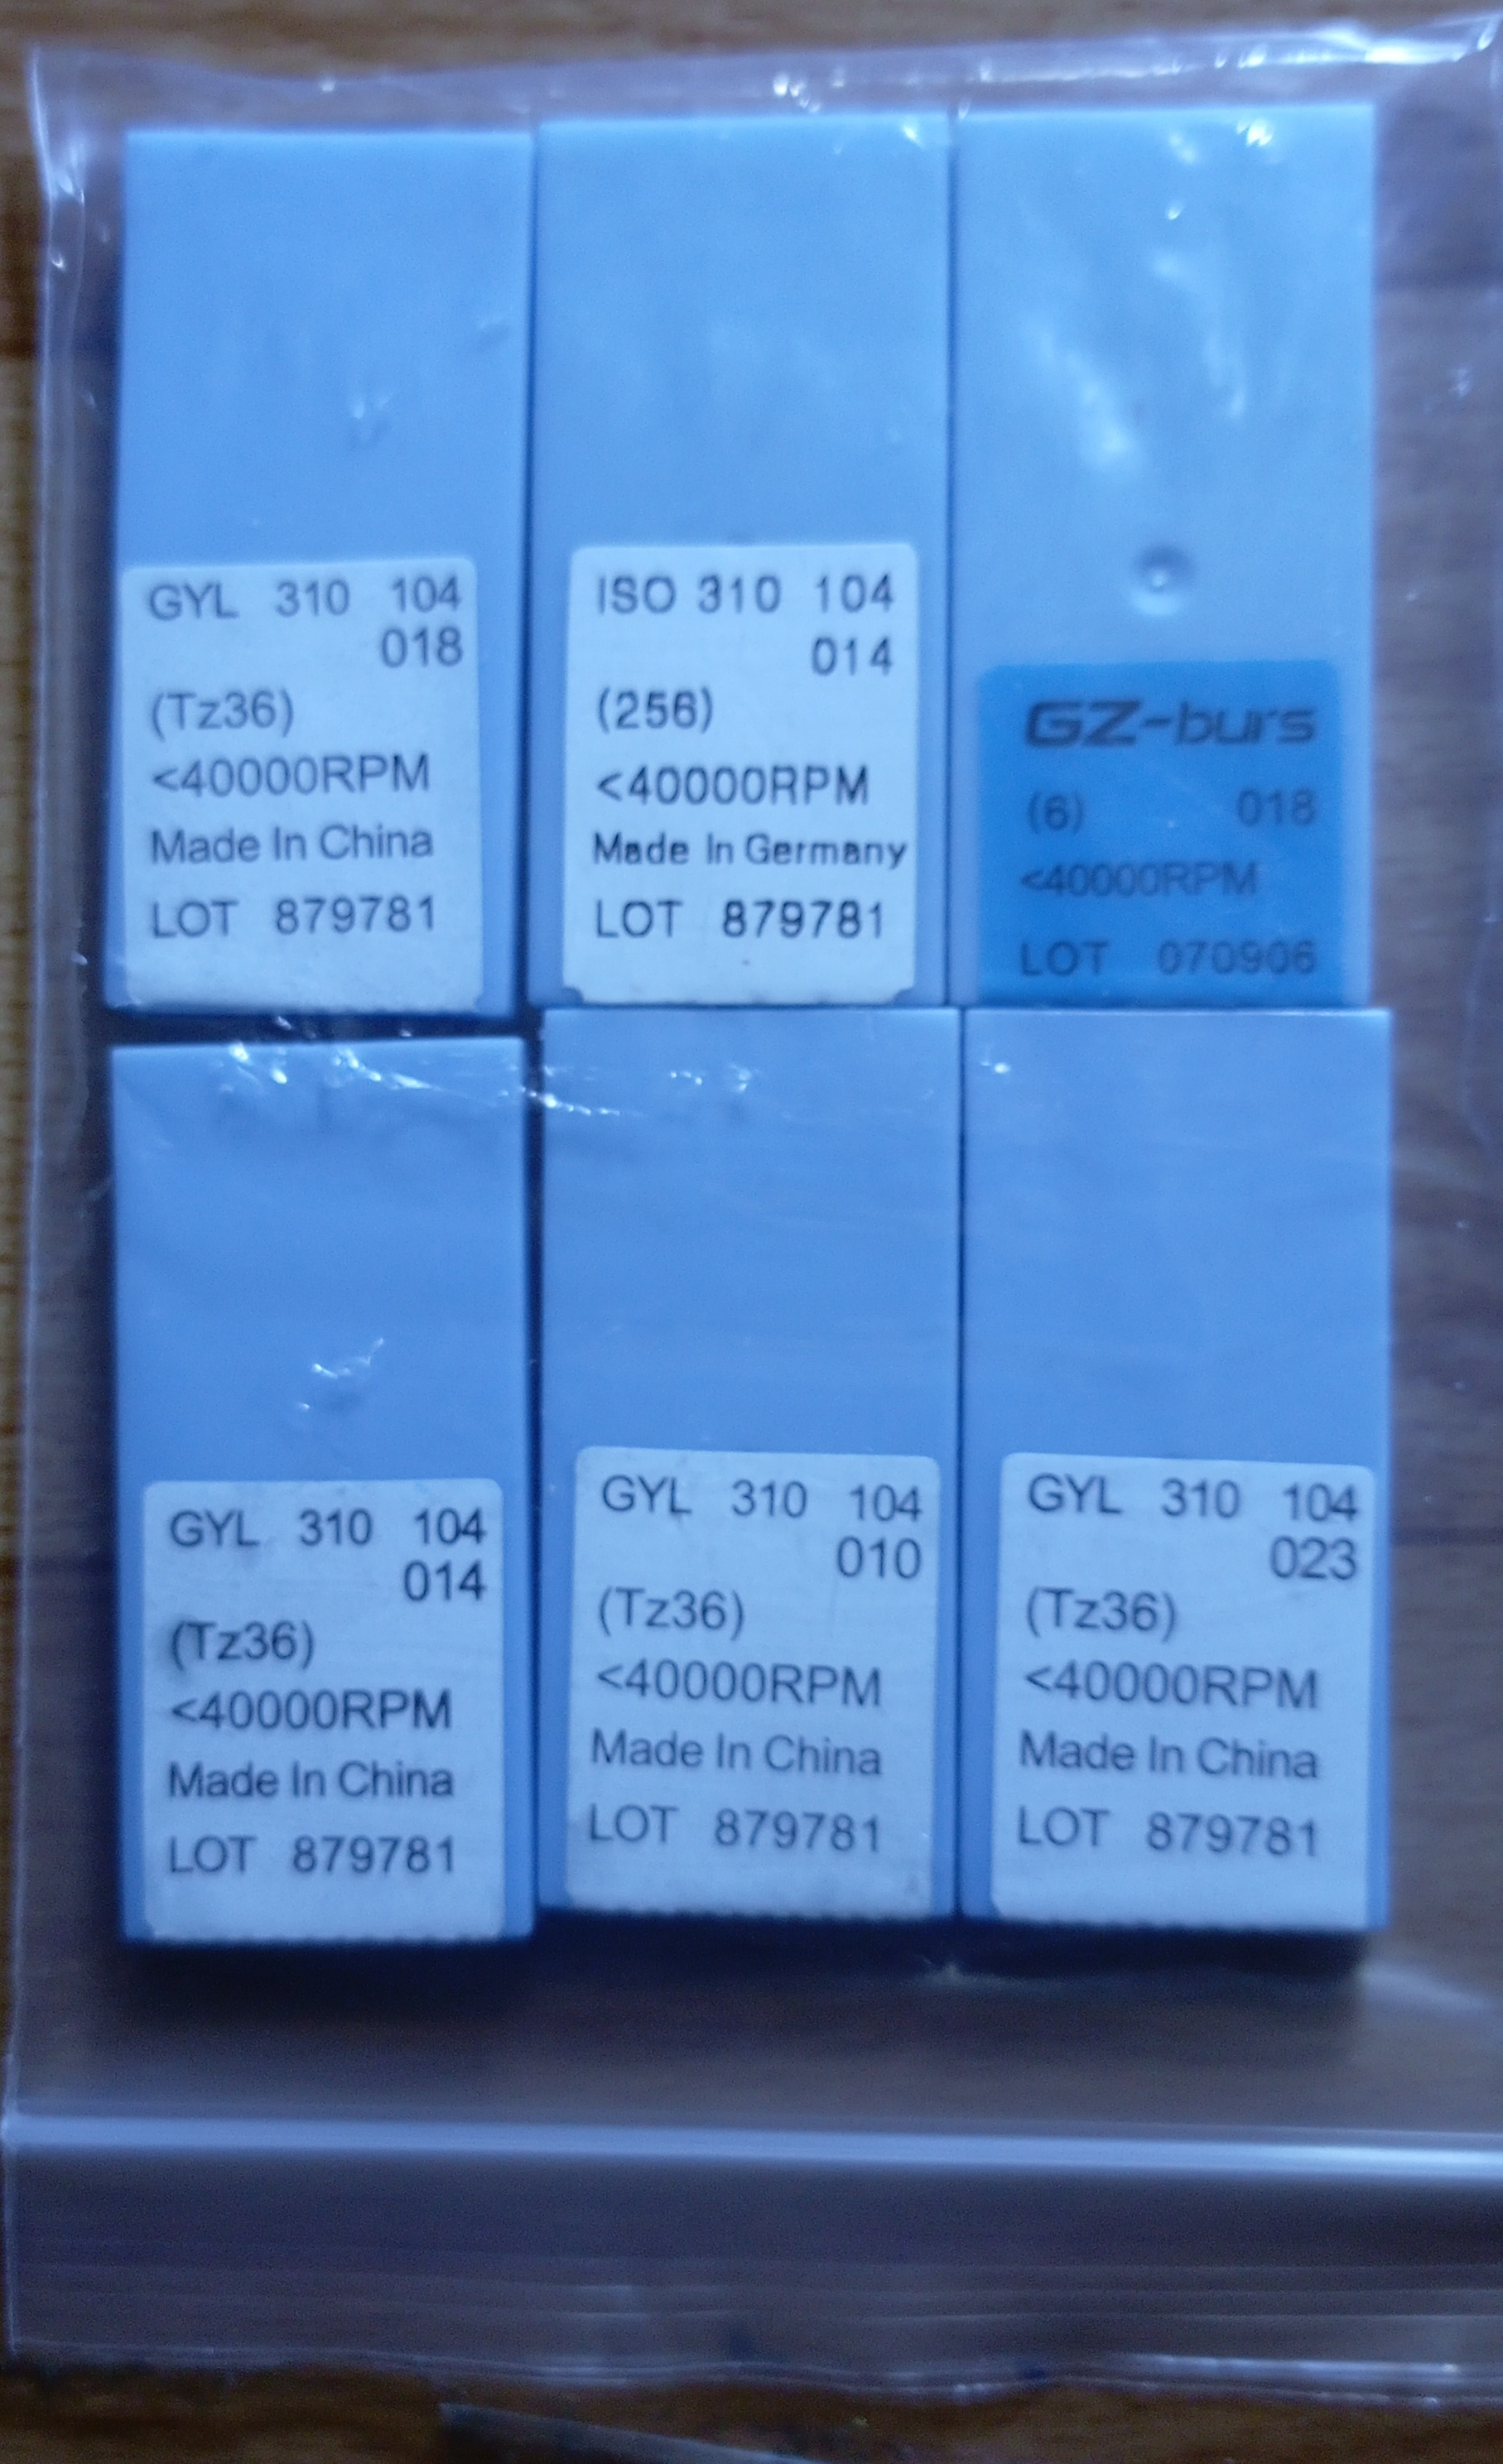 GYL 310 104
018
(Tz36)
<40000RPM
Made In China
LOT 879781
ISO 310 104
014
(256)
<40000RPM
Made In Germany
LOT 879781
GZ-burs
(6) 018
<40000RPM
LOT 070906
GYL 310 104
014
(Tz36)
<40000RPM
Made In China
LOT 879781
GYL 310 104
010
(Tz36)
<40000RPM
Made In China
LOT 879781
GYL 310 104
023
(Tz36)
<40000RPM
Made In China
LOT 879781